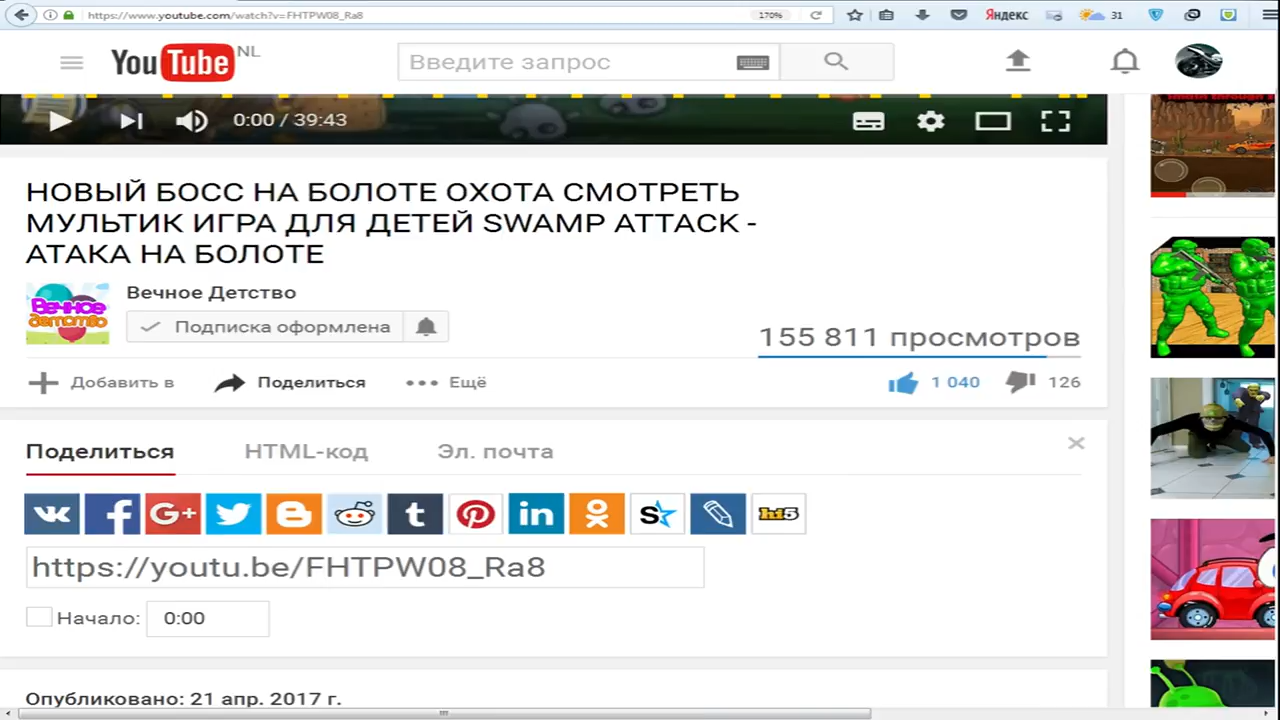 https://www.youtube.com/watch?v=FHTPW08_Ra8
170%
Яндекс
31
YouTube NL
Введите запрос
0:00 / 39:43
НОВЫЙ БОСС НА БОЛОТЕ ОХОТА СМОТРЕТЬ
МУЛЬТИК ИГРА ДЛЯ ДЕТЕЙ SWAMP ATTACK -
АТАКА НА БОЛОТЕ
Вечное Детство
Вечное
детство
Подписка оформлена
155 811 просмотров
Добавить в
Поделиться
Ещё
1 040
126
Поделиться
HTML-код
Эл. почта
hi5
https://youtu.be/FHTPW08_Ra8
Начало: 0:00
Опубликовано: 21 апр. 2017 г.